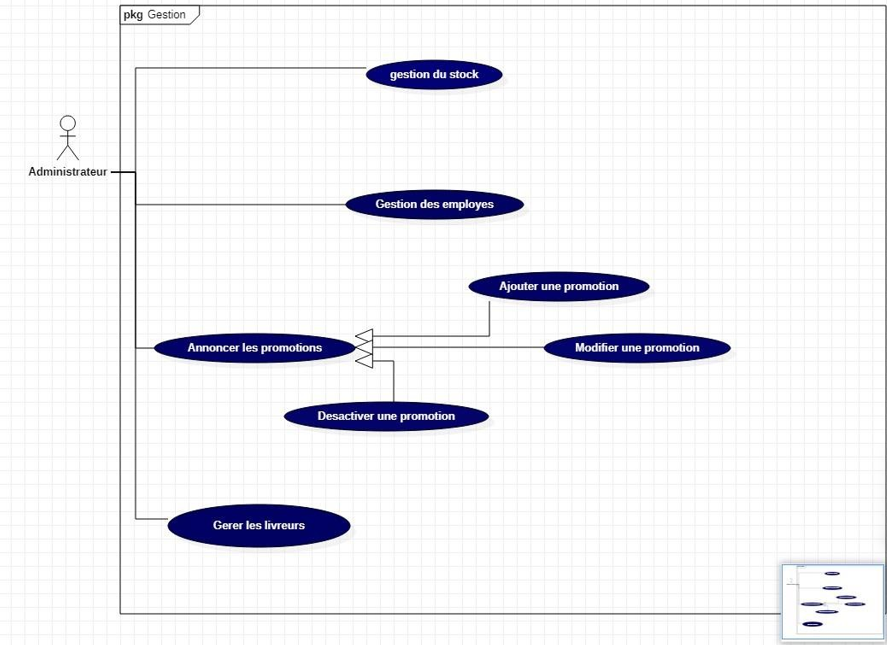 pkg Gestion
gestion du stock
Administrateur
Gestion des employes
Ajouter une promotion
Annoncer les promotions
Modifier une promotion
Desactiver une promotion
Gerer les livreurs